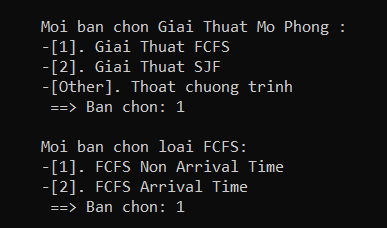 Moi ban chon Giai Thuat Mo Phong :
-[1]. Giai Thuat FCFS
-[2]. Giai Thuat SJF
-[Other]. Thoat chuong trinh
==> Ban chon: 1
Moi ban chon loai FCFS:
-[1]. FCFS Non Arrival Time
-[2]. FCFS Arrival Time
==> Ban chon: 1